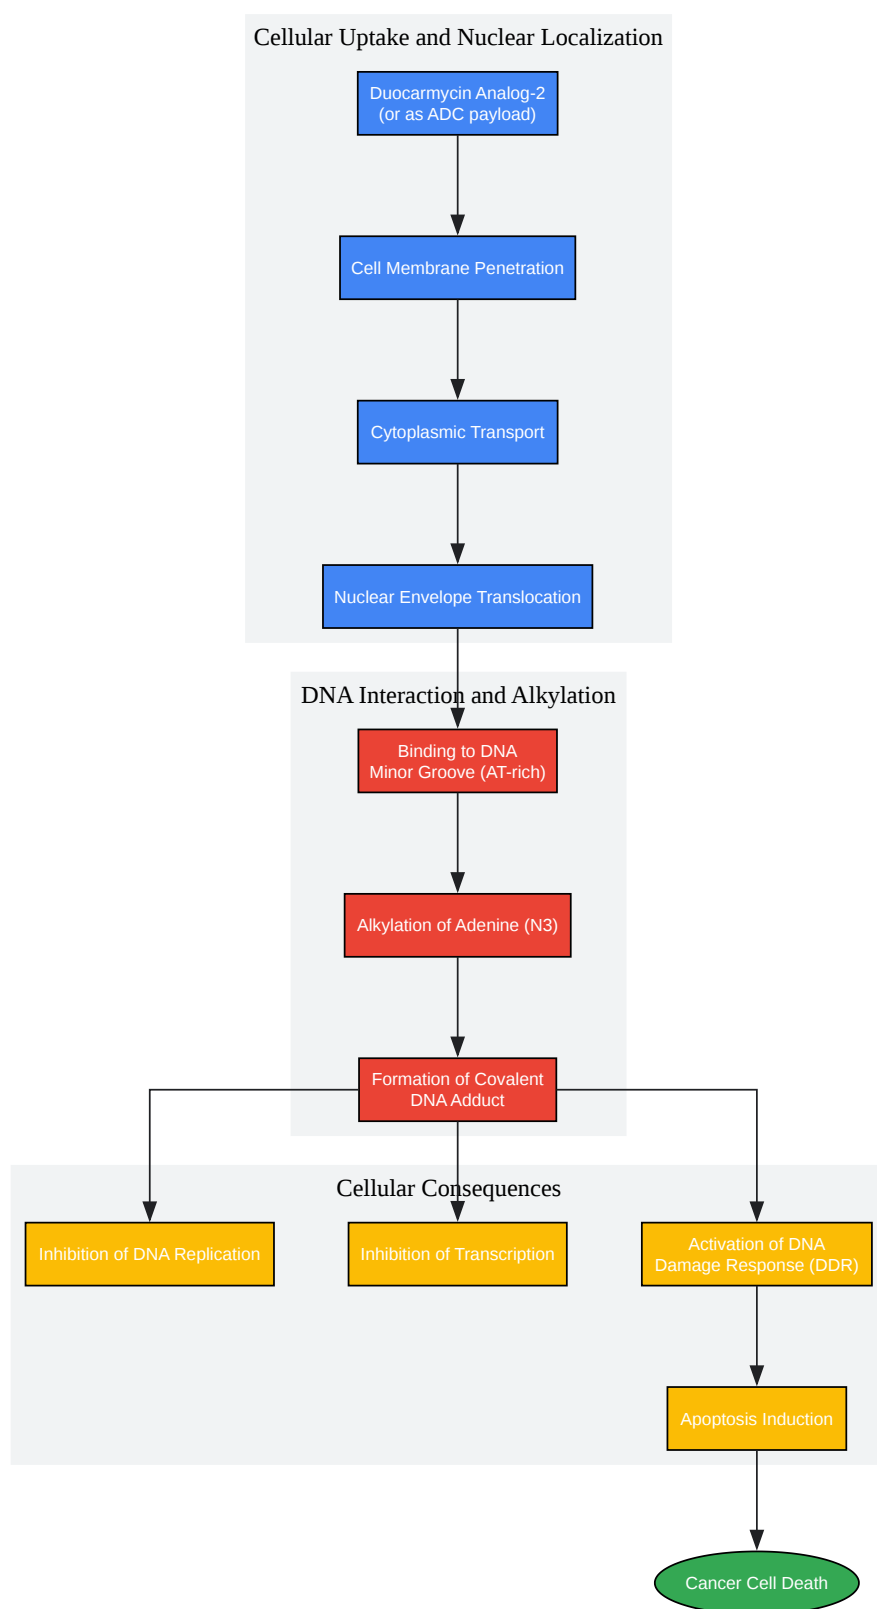 Cellular Uptake and Nuclear Localization
Duocarmycin Analog-2
(or as ADC payload)
Cell Membrane Penetration
Cytoplasmic Transport
Nuclear Envelope Translocation
DNA Interaction and Alkylation
Binding to DNA
Minor Groove (AT-rich)
Alkylation of Adenine (N3)
Formation of Covalent
DNA Adduct
Cellular Consequences
Inhibition of DNA Replication
Inhibition of Transcription
Activation of DNA
Damage Response (DDR)
Apoptosis Induction
Cancer Cell Death